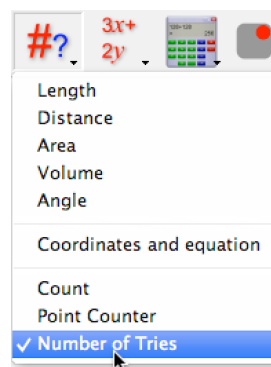 #?
3x+
2y
Length
Distance
Area
Volume
Angle
Coordinates and equation
Count
Point Counter
✓ Number of Tries